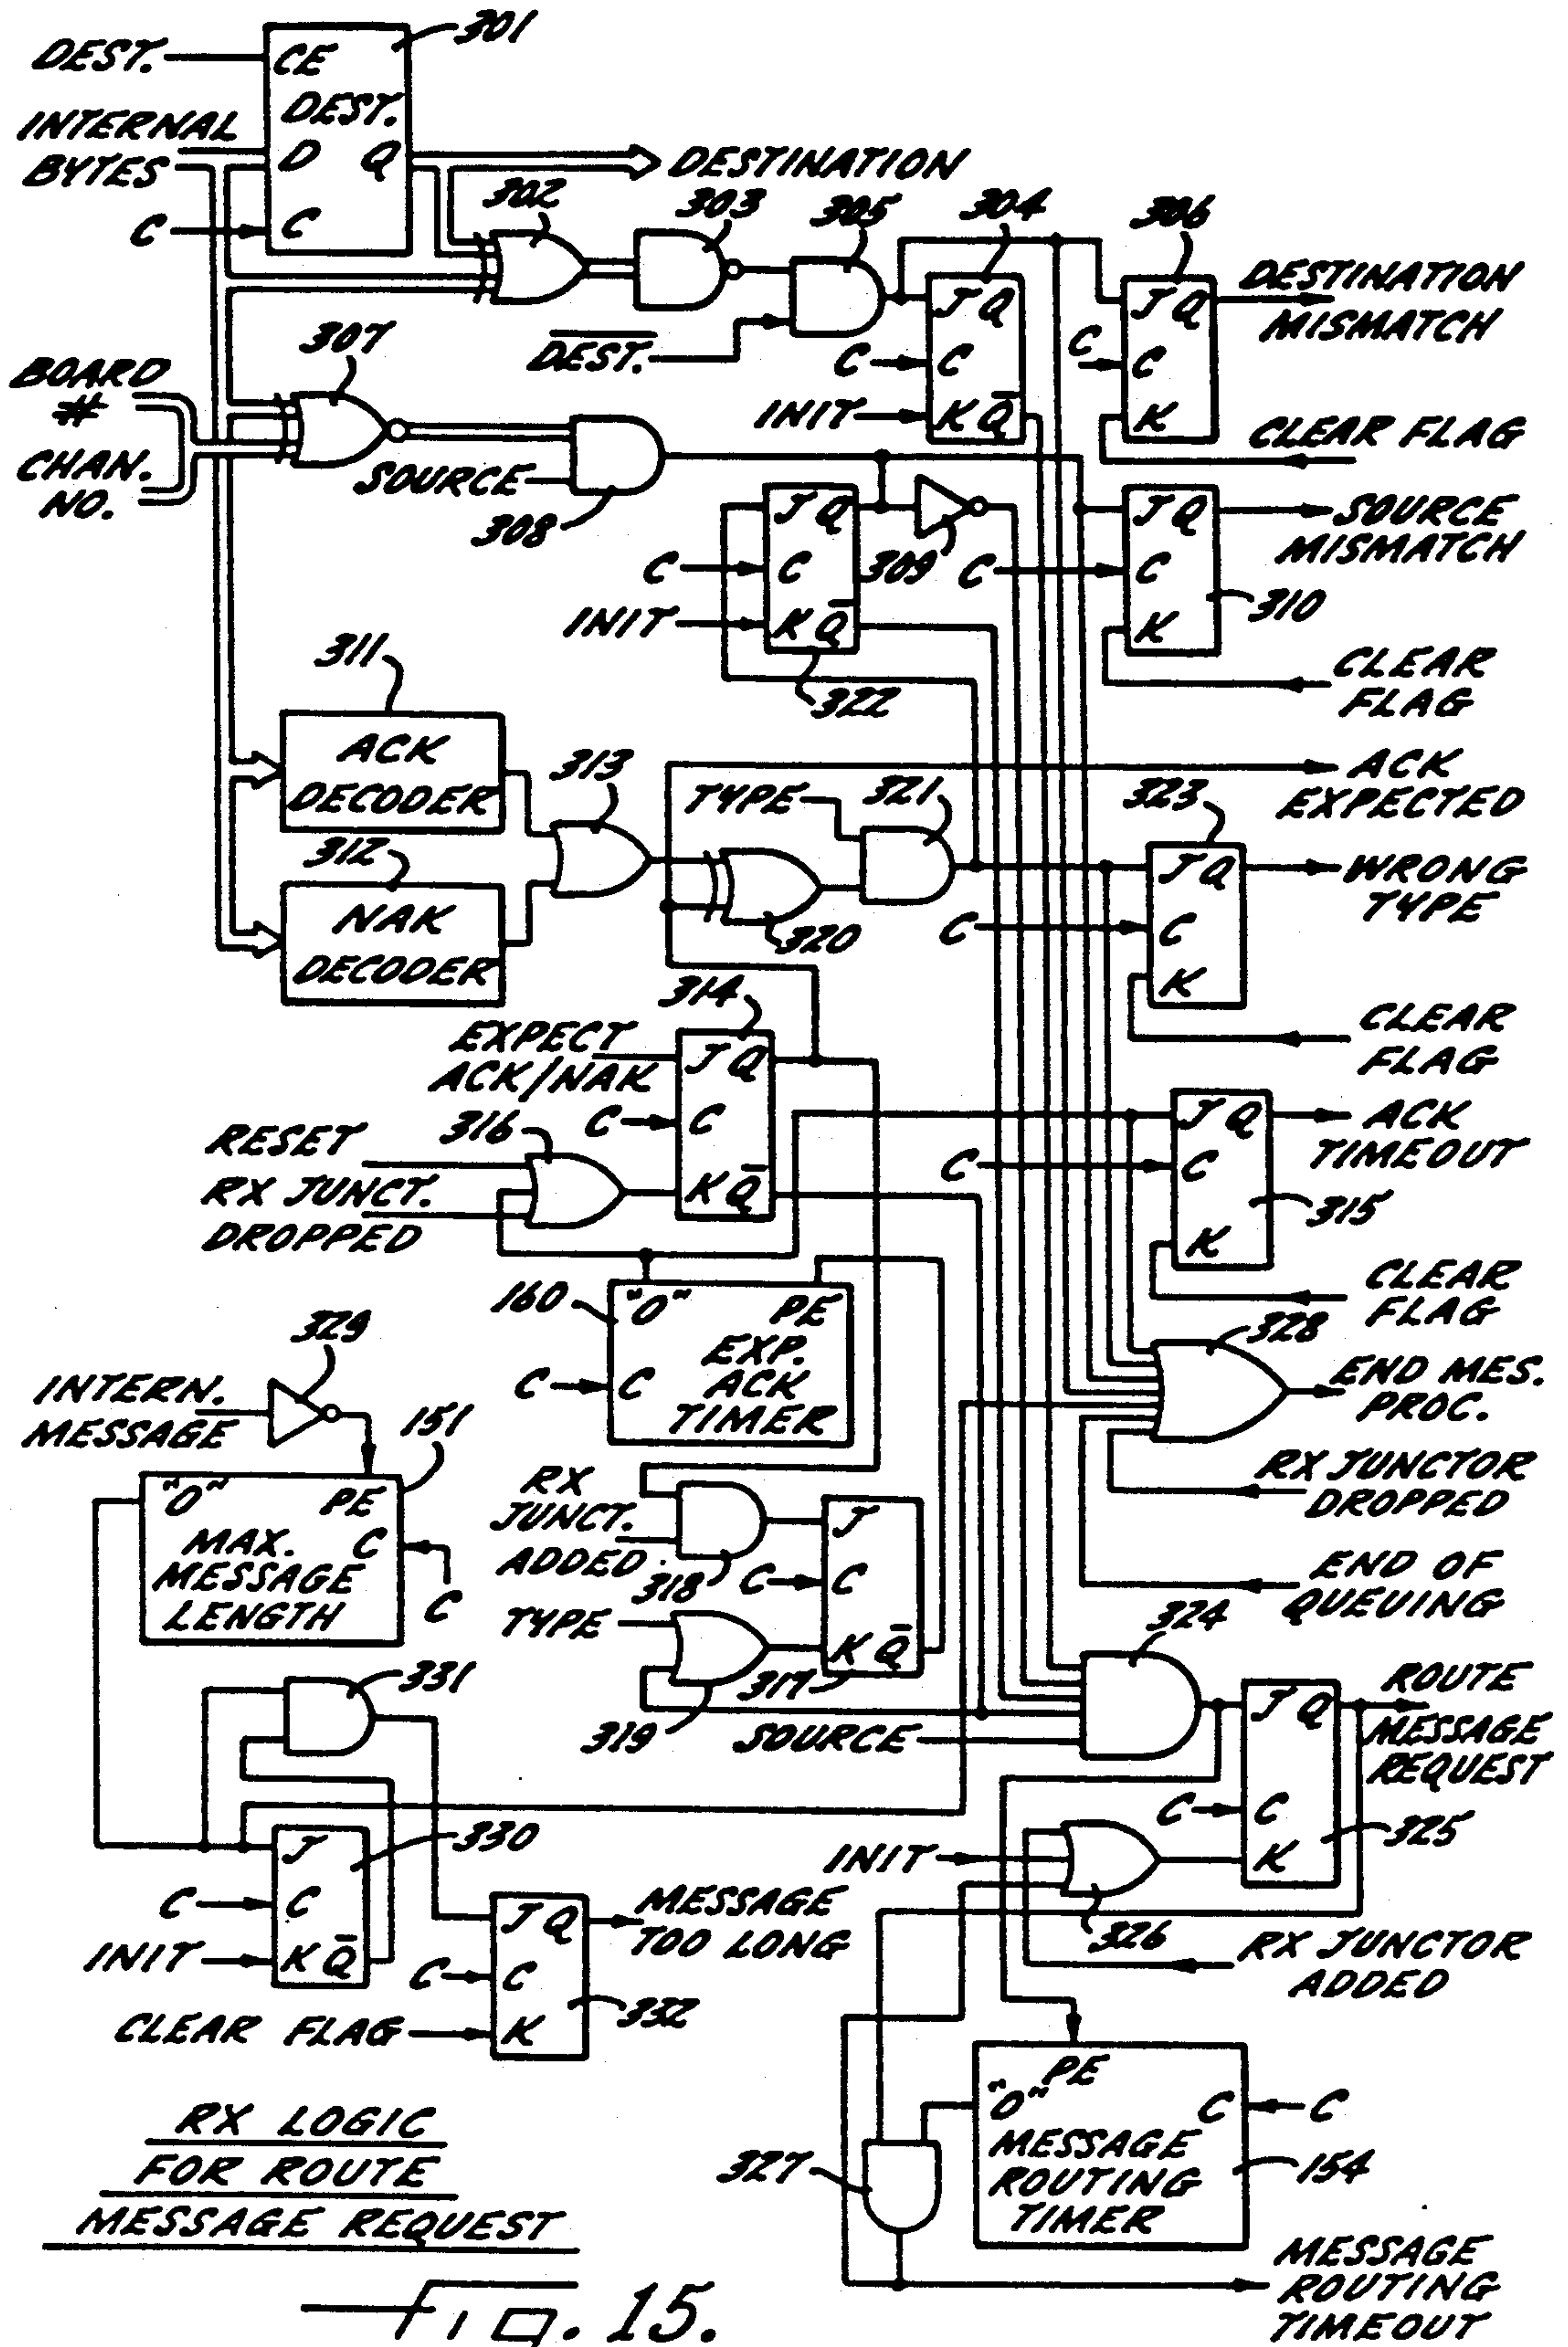 301
DEST.
CE
DEST.
INTERNAL
BYTES
D Q
DESTINATION
C
C
302
303
305
304
306
DESTINATION
MISMATCH
J Q
J Q
C
C
C
C
DEST.
INIT
K Q
K
CLEAR FLAG
307
BOARD
#
CHAN.
NO.
SOURCE
308
J Q
309
J Q
SOURCE
MISMATCH
C
C
C
C
310
INIT
K Q
K
322
CLEAR
FLAG
311
ACK
DECODER
313
ACK
EXPECTED
TYPE
321
323
312
NAK
DECODER
320
J Q
WRONG
TYPE
C
C
K
314
CLEAR
FLAG
EXPECT
ACK/NAK
J Q
C
C
316
RESET
RX JUNCT.
DROPPED
K Q
J Q
ACK
TIMEOUT
C
C
315
K
160
"O" PE
EXP.
ACK
TIMER
C
C
CLEAR
FLAG
328
329
INTERN.
MESSAGE
END MES.
PROC.
151
"O" PE
C
MAX.
MESSAGE
LENGTH
C
RX
JUNCT.
ADDED
318
J
C
C
RX JUNCTOR
DROPPED
END OF
QUEUING
TYPE
K Q
317
319
324
SOURCE
331
J Q
ROUTE
MESSAGE
REQUEST
C
C
325
K
INIT
326
RX JUNCTOR
ADDED
330
J
C
C
INIT
K Q
J Q
MESSAGE
TOO LONG
C
C
332
CLEAR FLAG
K
PE
"O"
C
C
MESSAGE
ROUTING
TIMER
154
327
MESSAGE
ROUTING
TIMEOUT
RX LOGIC
FOR ROUTE
MESSAGE REQUEST
FIG. 15.